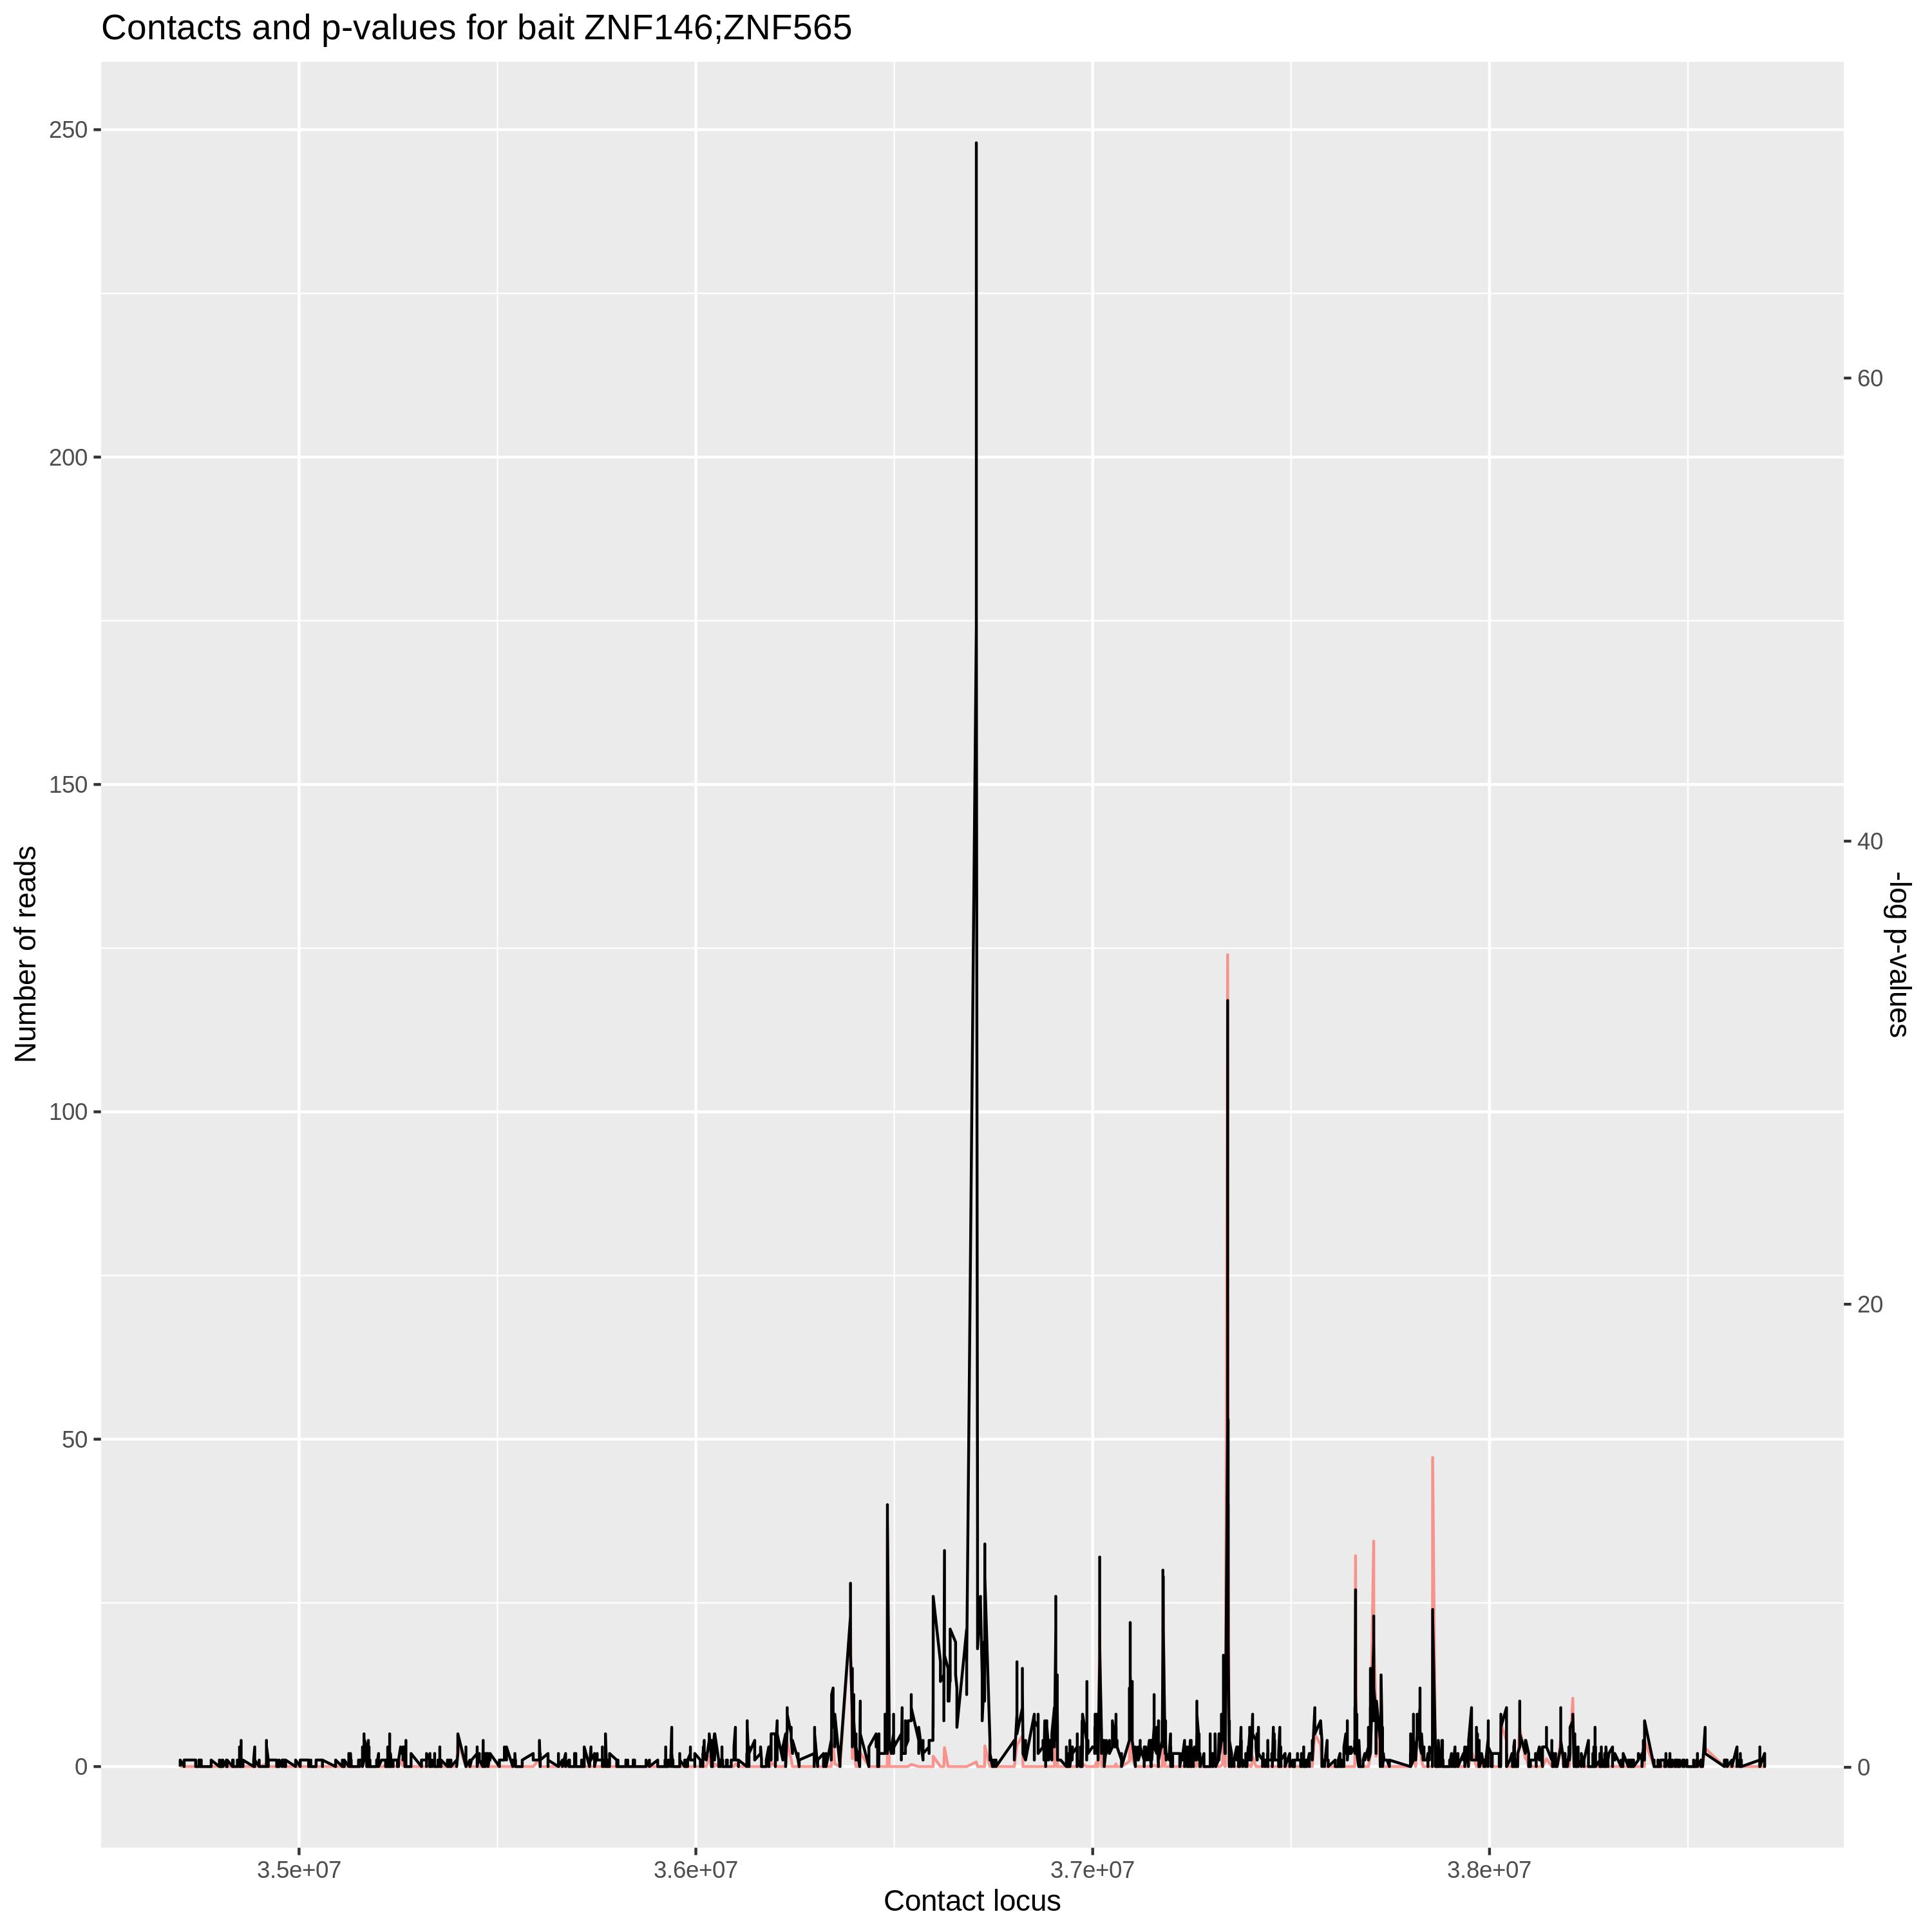 Contacts and p-values for bait ZNF146;ZNF565
250
200
150
100
50
0
60
40
20
0
Number of reads
-log p-values
3.5e+07 3.6e+07 3.7e+07 3.8e+07
Contact locus